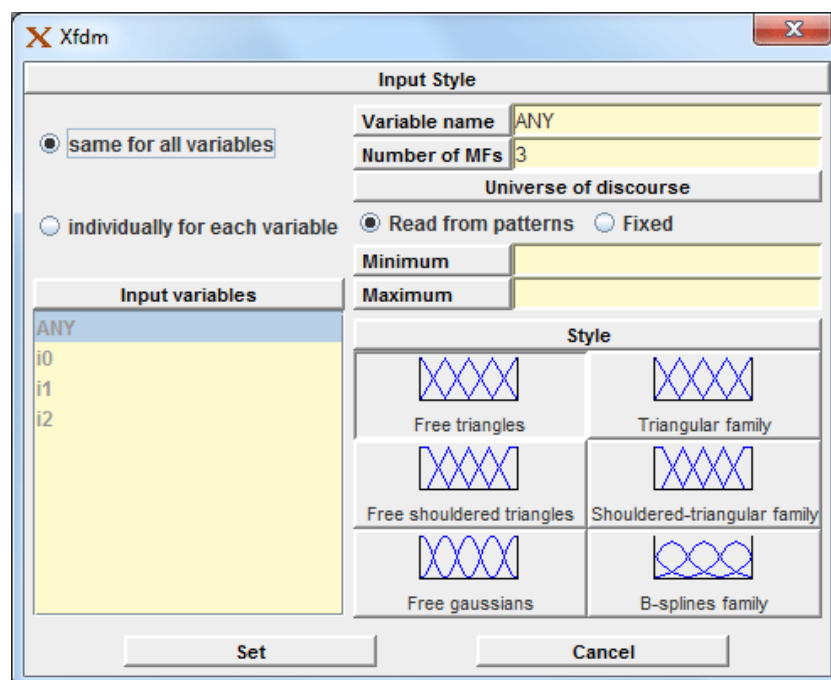 Xfdm
Input Style
same for all variables
individually for each variable
Variable name ANY
Number of MFs 3
Universe of discourse
Read from patterns Fixed
Minimum
Maximum
Input variables
ANY
i0
i1
i2
Style
Free triangles Triangular family
Free shouldered triangles Shouldered-triangular family
Free gaussians B-splines family
Set Cancel